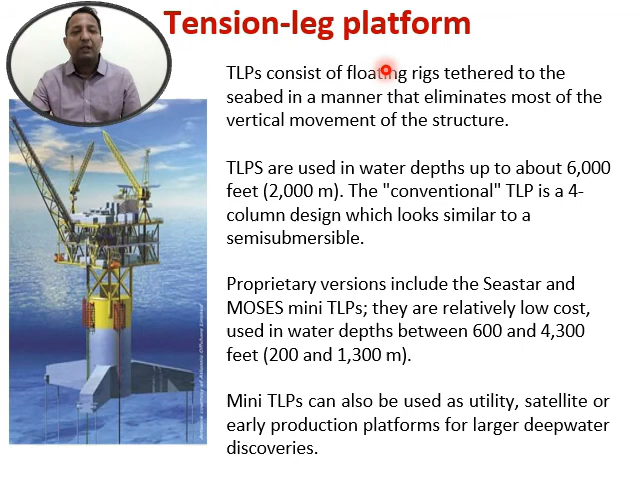 Tension-leg platform
TLPs consist of floating rigs tethered to the
seabed in a manner that eliminates most of the
vertical movement of the structure.
TLPS are used in water depths up to about 6,000
feet (2,000 m). The "conventional" TLP is a 4-
column design which looks similar to a
semisubmersible.
Proprietary versions include the Seastar and
MOSES mini TLPs; they are relatively low cost,
used in water depths between 600 and 4,300
feet (200 and 1,300 m).
Mini TLPs can also be used as utility, satellite or
early production platforms for larger deepwater
discoveries.
courtesy of Atlantic Offshore Limited